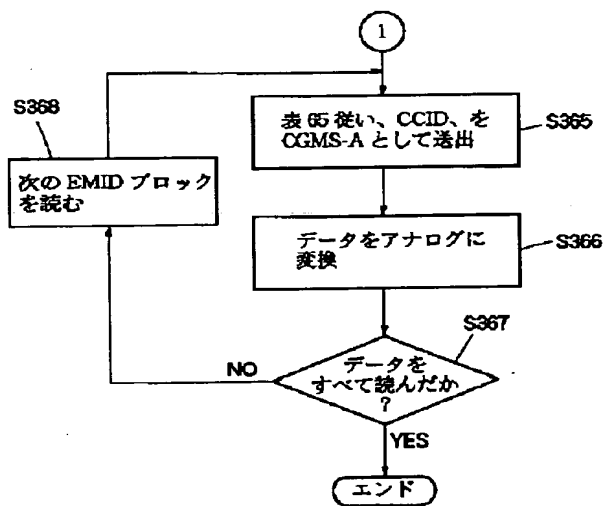 1
S368
表 65 従い、CCID、を
CGMS-A として送出
S365
次の EMID ブロック
を読む
データをアナログに
変換
S366
S367
NO
データを
すべて読んだか
?
YES
エンド